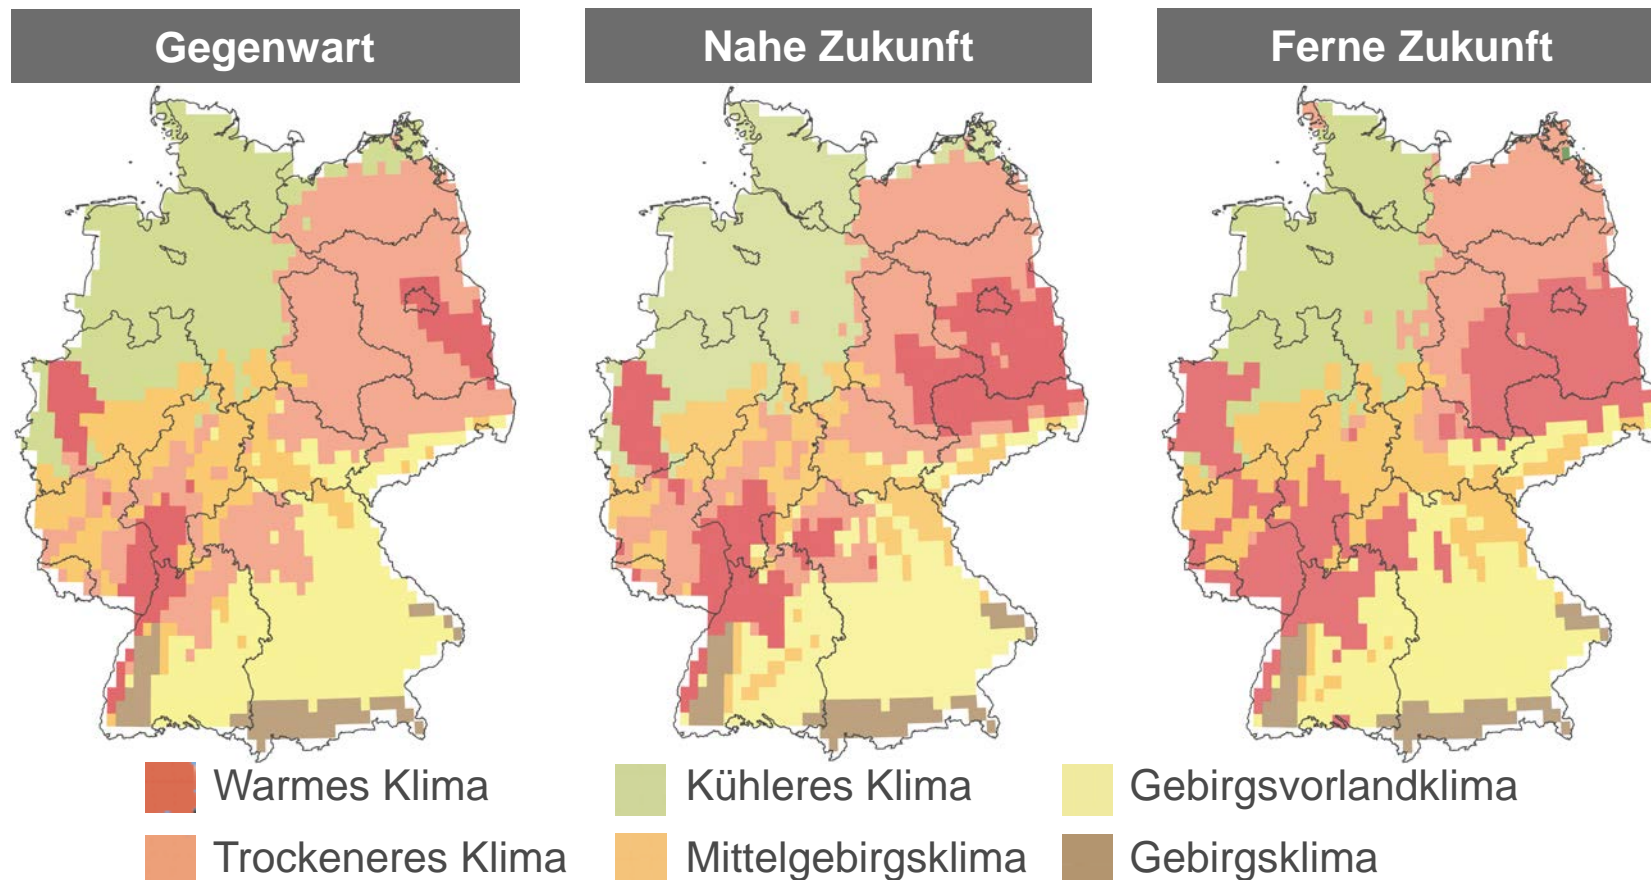 Gegenwart
Nahe Zukunft
Ferne Zukunft
Warmes Klima
Kühleres Klima
Gebirgsvorlandklima
Trockeneres Klima
Mittelgebirgsklima
Gebirgsklima